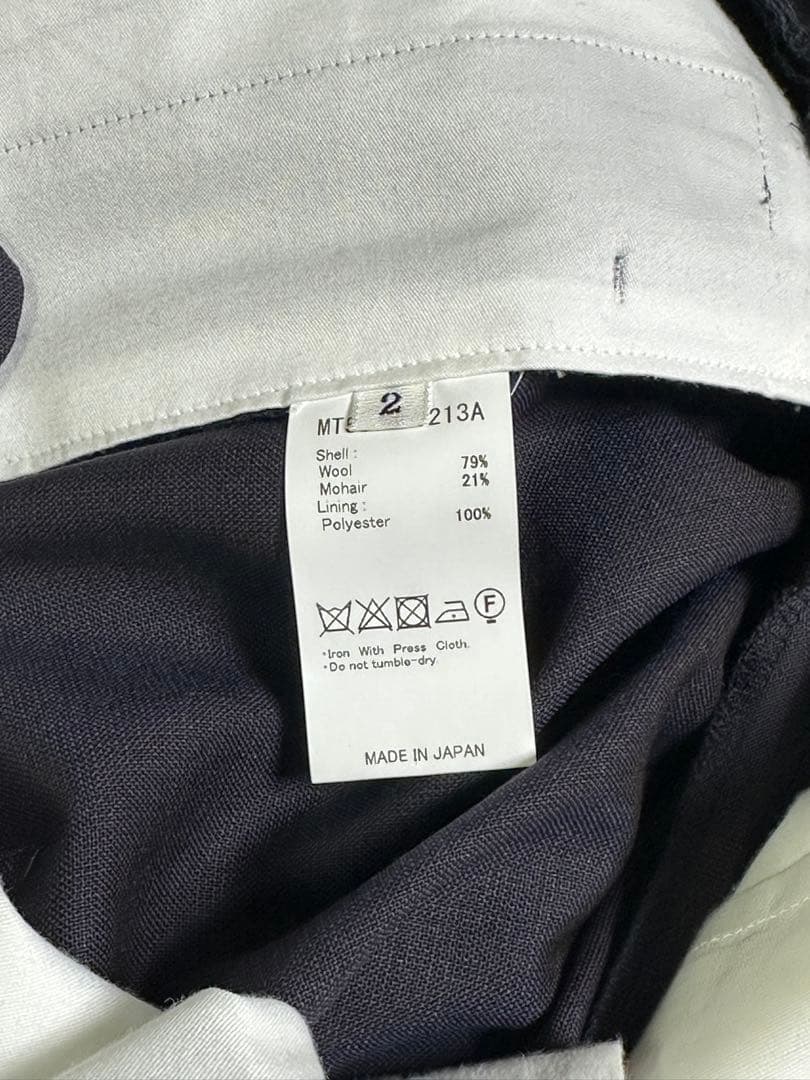 2
MT 213A
Shell :
Wool 79%
Mohair 21%
Lining :
Polyester 100%
F
*Iron With Press Cloth.
*Do not tumble-dry
MADE IN JAPAN